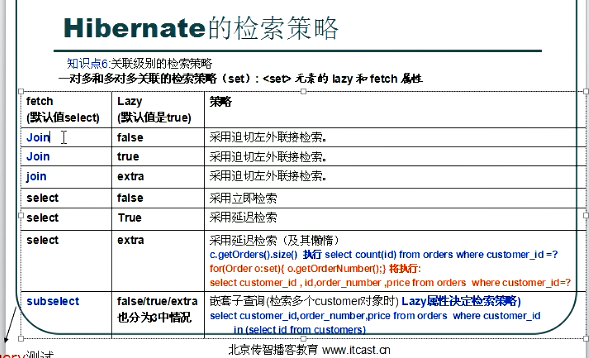 Hibernate的检索策略
知识点6:关联级别的检索策略
一对多和多对多关联的检索策略（set）: <set> 元素的 lazy 和 fetch 属性
fetch Lazy 策略
(默认值select) (默认值是true)
Join false 采用迫切左外联接检索。
Join true 采用迫切左外联接检索。
join extra 采用迫切左外联接检索。
select false 采用立即检索
select True 采用延迟检索
select extra 采用延迟检索（及其懒惰）
c.getOrders().size() 执行 select count(id) from orders where customer_id =?
for(Order o:set){ o.getOrderNumber();} 将执行:
select customer_id , id,order_number ,price from orders where customer_id=?
subselect false/true/extra 嵌套子查询(检索多个customer对象时) Lazy属性决定检索策略)
也分为3中情况 select customer_id,order_number,price from orders where customer_id
in (select id from customers)
北京传智播客教育 www.itcast.cn